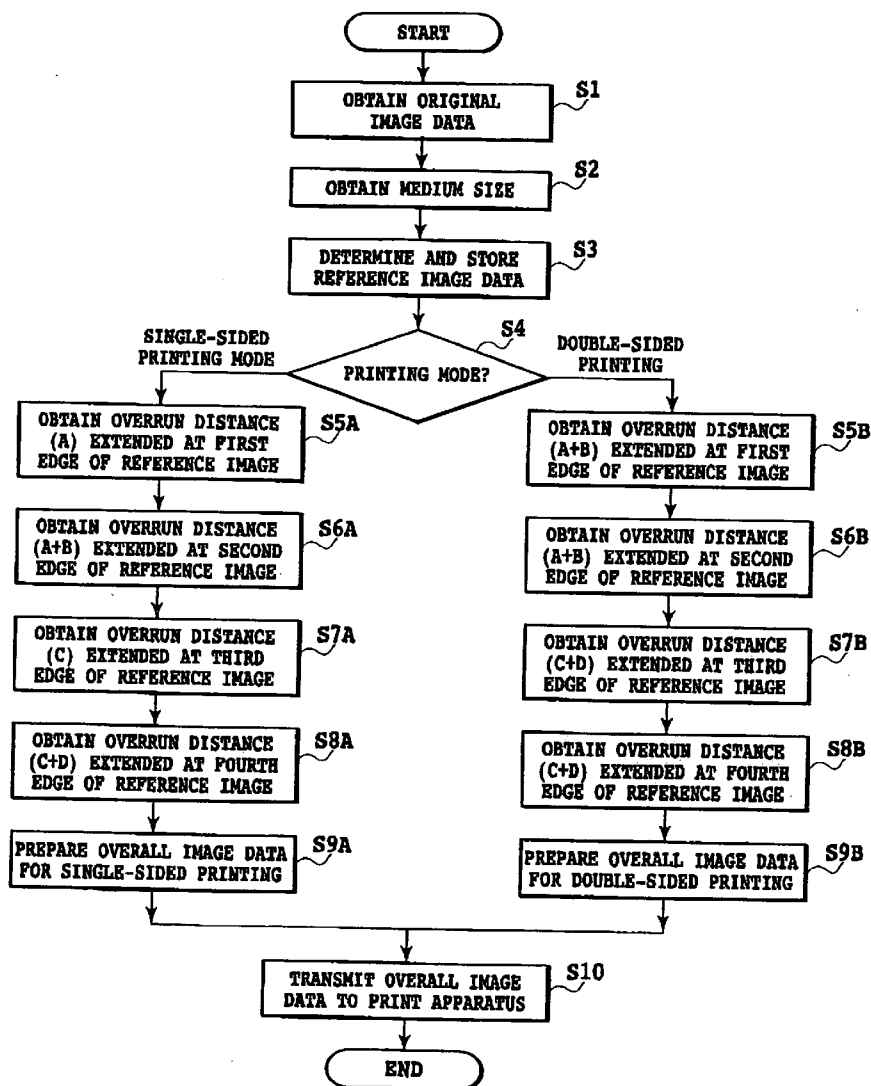 START
S1
OBTAIN ORIGINAL
IMAGE DATA
S2
OBTAIN MEDIUM SIZE
S3
DETERMINE AND STORE
REFERENCE IMAGE DATA
S4
PRINTING MODE?
SINGLE-SIDED
PRINTING MODE
DOUBLE-SIDED
PRINTING
S5A
OBTAIN OVERRUN DISTANCE
(A) EXTENDED AT FIRST
EDGE OF REFERENCE IMAGE
S6A
OBTAIN OVERRUN DISTANCE
(A+B) EXTENDED AT SECOND
EDGE OF REFERENCE IMAGE
S7A
OBTAIN OVERRUN DISTANCE
(C) EXTENDED AT THIRD
EDGE OF REFERENCE IMAGE
S8A
OBTAIN OVERRUN DISTANCE
(C+D) EXTENDED AT FOURTH
EDGE OF REFERENCE IMAGE
S9A
PREPARE OVERALL IMAGE DATA
FOR SINGLE-SIDED PRINTING
S5B
OBTAIN OVERRUN DISTANCE
(A+B) EXTENDED AT FIRST
EDGE OF REFERENCE IMAGE
S6B
OBTAIN OVERRUN DISTANCE
(A+B) EXTENDED AT SECOND
EDGE OF REFERENCE IMAGE
S7B
OBTAIN OVERRUN DISTANCE
(C+D) EXTENDED AT THIRD
EDGE OF REFERENCE IMAGE
S8B
OBTAIN OVERRUN DISTANCE
(C+D) EXTENDED AT FOURTH
EDGE OF REFERENCE IMAGE
S9B
PREPARE OVERALL IMAGE DATA
FOR DOUBLE-SIDED PRINTING
S10
TRANSMIT OVERALL IMAGE
DATA TO PRINT APPARATUS
END